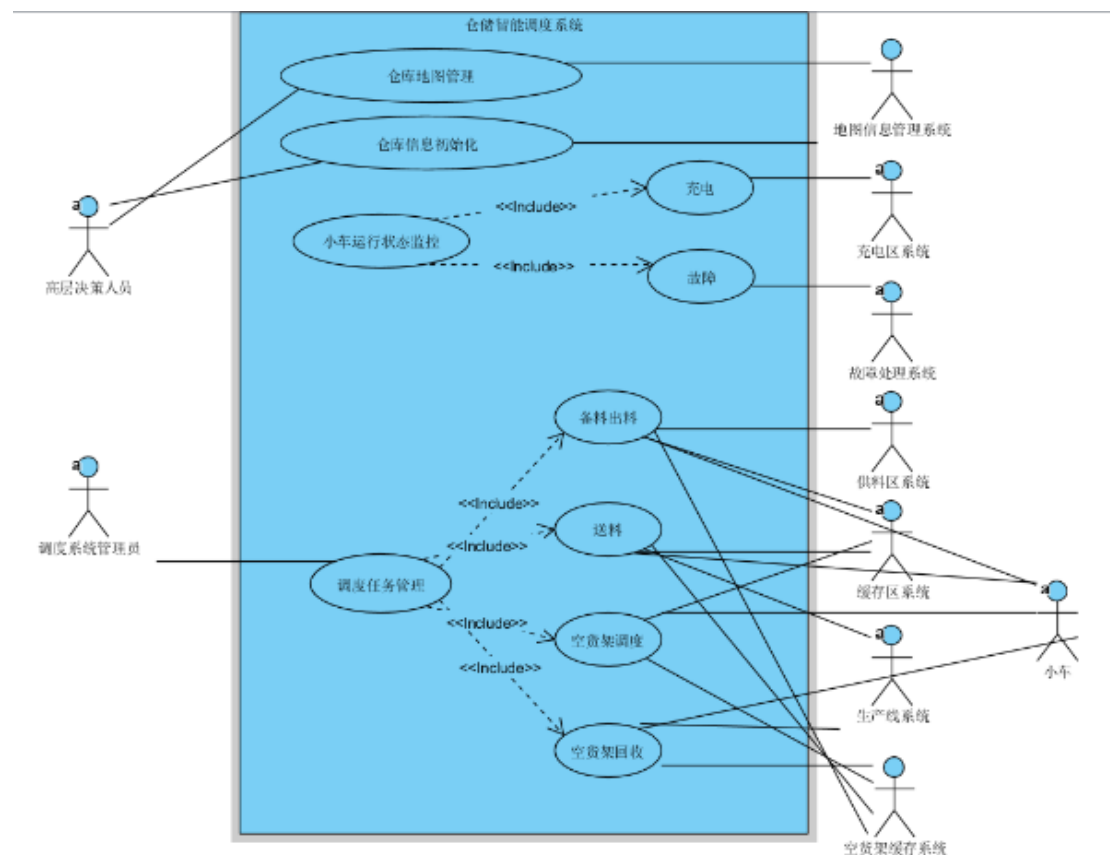 仓储智能调度系统
仓库地图管理
地图信息管理系统
仓库信息初始化
a
充电
<<Include>>
a
小车运行状态监控
充电区系统
<<Include>>
故障
高层决策人员
a
故障处理系统
a
备料出料
a
供料区系统
<<Include>>
a
送料
调度系统管理员
<<Include>>
调度任务管理
缓存区系统
a
<<Include>>
空货架调度
a
<<Include>>
小车
生产线系统
空货架回收
空货架缓存系统